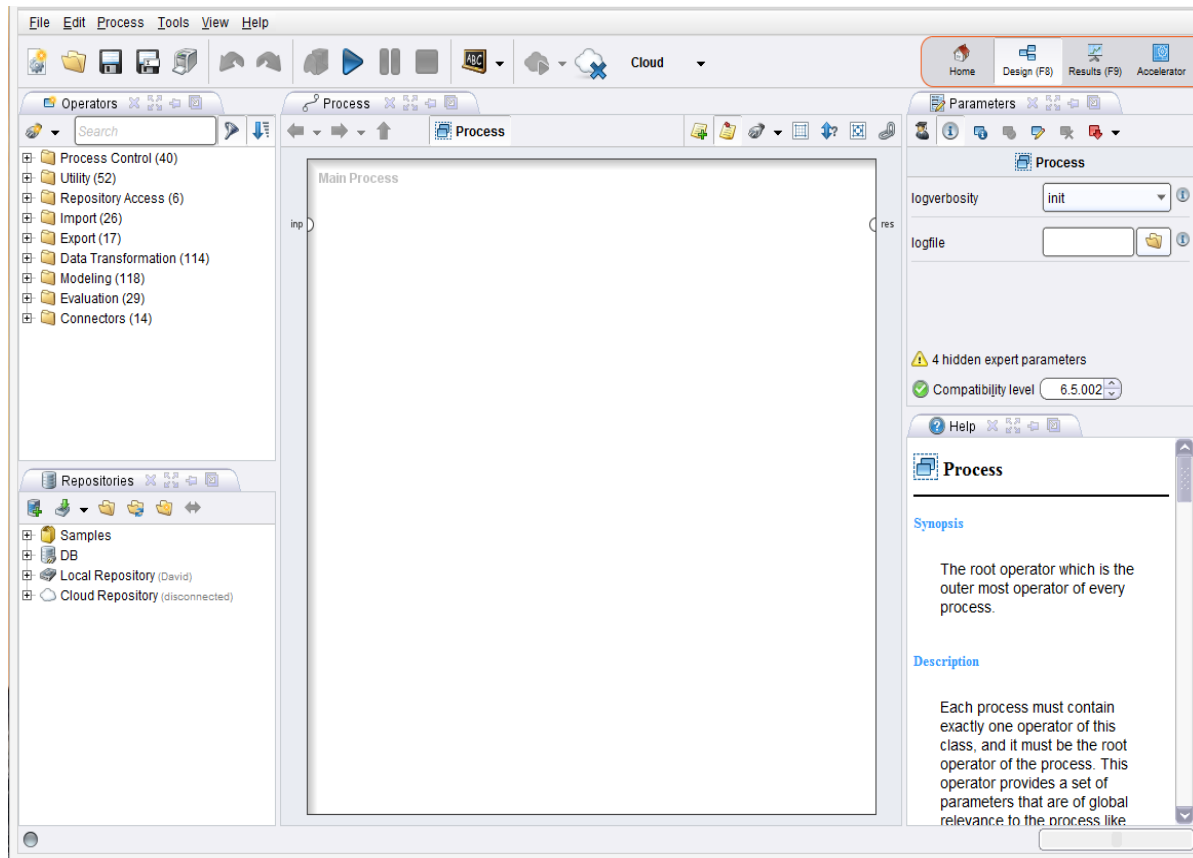 File Edit Process Tools View Help
ABC
Cloud
Home
Design (F8)
Results (F9)
Accelerator
Operators
Search
Process Control (40)
Utility (52)
Repository Access (6)
Import (26)
Export (17)
Data Transformation (114)
Modeling (118)
Evaluation (29)
Connectors (14)
Repositories
Samples
DB
Local Repository (David)
Cloud Repository (disconnected)
Process
Process
Main Process
inp
res
Parameters
Process
logverbosity
init
logfile
4 hidden expert parameters
Compatibility level
6.5.002
Help
Process
Synopsis
The root operator which is the
outer most operator of every
process.
Description
Each process must contain
exactly one operator of this
class, and it must be the root
operator of the process. This
operator provides a set of
parameters that are of global
relevance to the process like